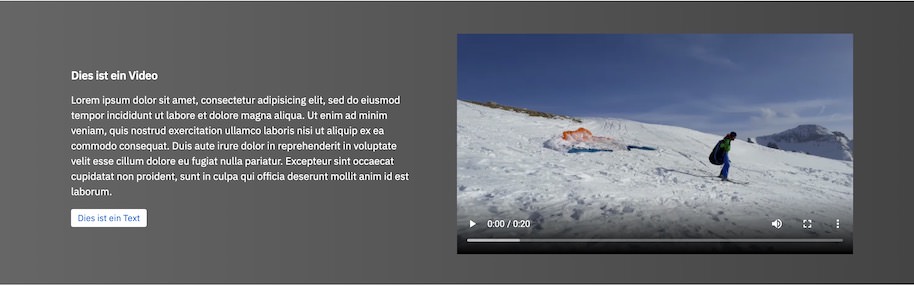 Dies ist ein Video
Lorem ipsum dolor sit amet, consectetur adipisicing elit, sed do eiusmod
tempor incididunt ut labore et dolore magna aliqua. Ut enim ad minim
veniam, quis nostrud exercitation ullamco laboris nisi ut aliquip ex ea
commodo consequat. Duis aute irure dolor in reprehenderit in voluptate
velit esse cillum dolore eu fugiat nulla pariatur. Excepteur sint occaecat
cupidatat non proident, sunt in culpa qui officia deserunt mollit anim id est
laborum.
Dies ist ein Text
0:00 / 0:20